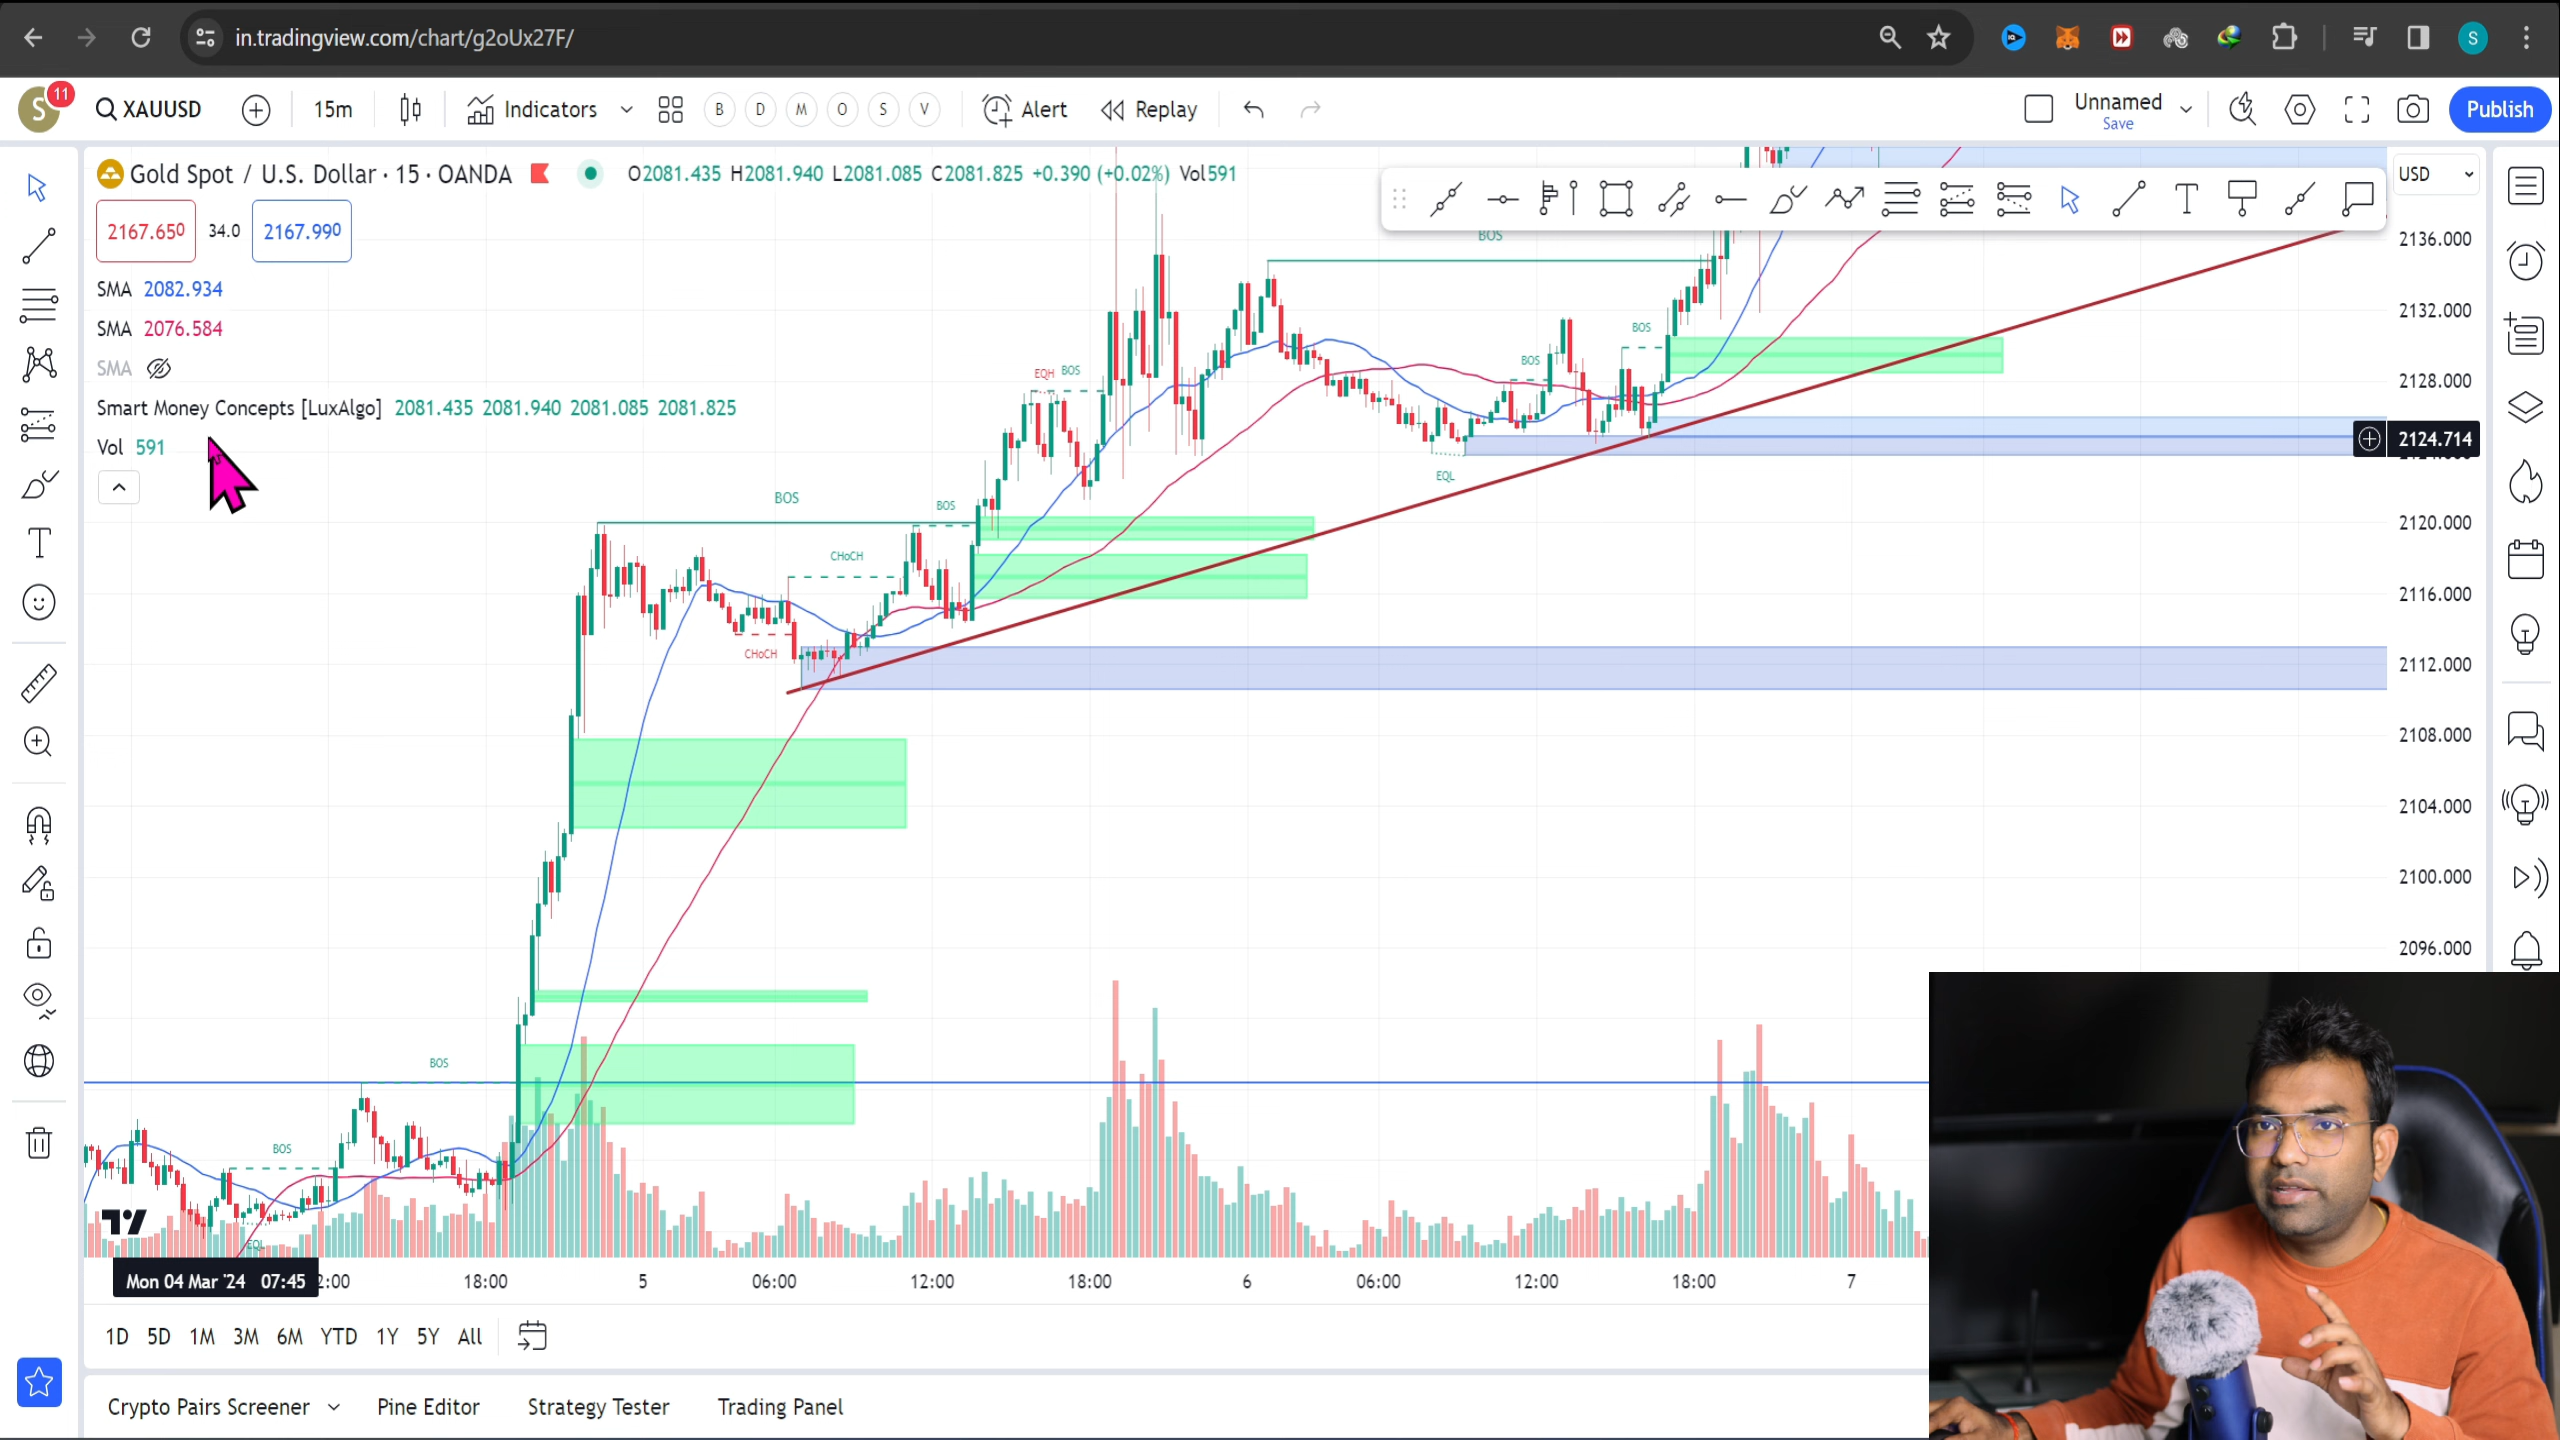 in.tradingview.com/chart/g2oUx27F/
S
S 11 XAUUSD 15m Indicators B D M O S V Alert Replay Unnamed Save Publish
Gold Spot / U.S. Dollar · 15 · OANDA O2081.435 H2081.940 L2081.085 C2081.825 +0.390 (+0.02%) Vol591
USD
2167.650 34.0 2167.990
SMA 2082.934
SMA 2076.584
SMA
Smart Money Concepts [LuxAlgo] 2081.435 2081.940 2081.085 2081.825
Vol 591
BOS
2136.000
2132.000
BOS
BOS
EQH BOS
2128.000
2124.714
EQL
BOS
BOS
2120.000
CHoCH
2116.000
CHoCH
2112.000
2108.000
2104.000
2100.000
2096.000
BOS
BOS
EQL
Mon 04 Mar '24 07:45 2:00 18:00 5 06:00 12:00 18:00 6 06:00 12:00 18:00 7
1D 5D 1M 3M 6M YTD 1Y 5Y All
Crypto Pairs Screener Pine Editor Strategy Tester Trading Panel